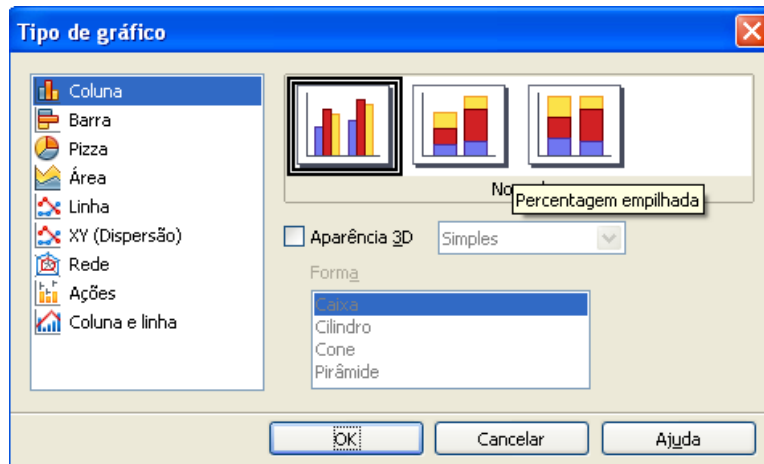 Tipo de gráfico
Coluna
Barra
Pizza
Área
Linha
XY (Dispersão)
Rede
Ações
Coluna e linha
Percentagem empilhada
Aparência 3D
Simples
Forma
Caixa
Cilindro
Cone
Pirâmide
OK
Cancelar
Ajuda